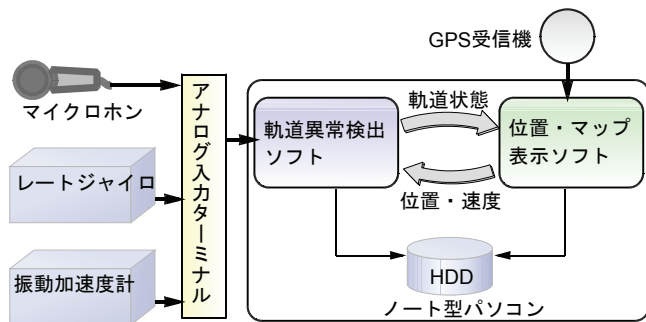 GPS受信機
マイクロホン
レートジャイロ
振動加速度計
アナログ入力ターミナル
軌道異常検出
ソフト
軌道状態
位置・速度
位置・マップ
表示ソフト
HDD
ノート型パソコン